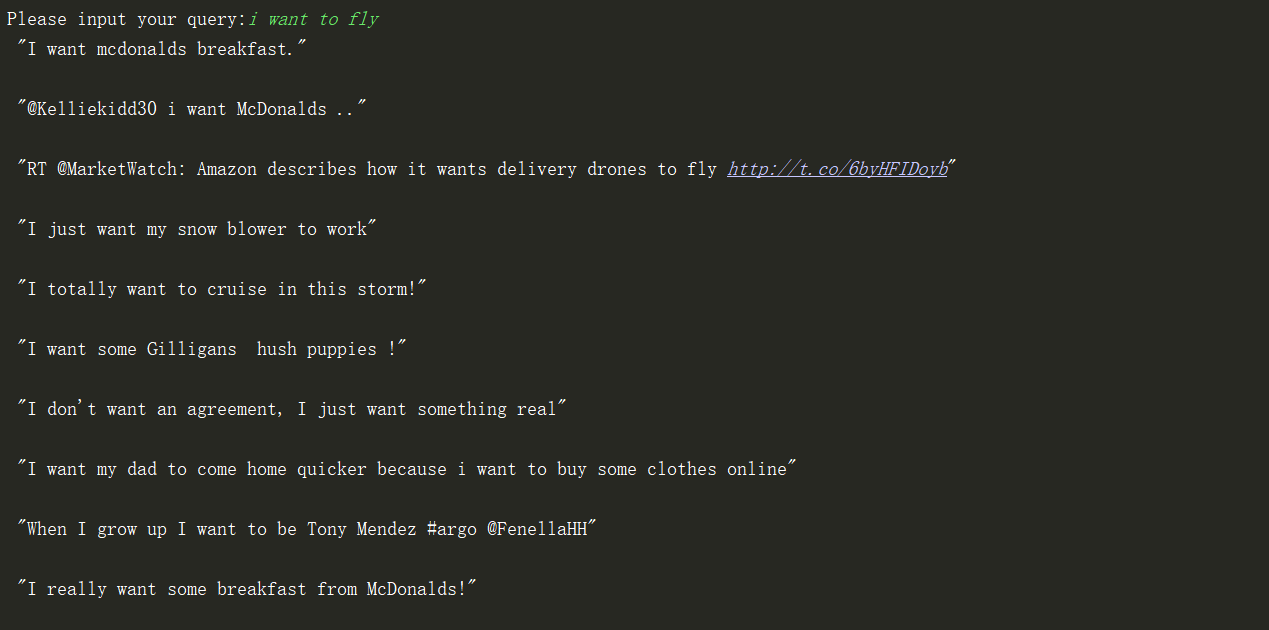 Please input your query:i want to fly
"I want mcdonalds breakfast."
"@Kelliekidd30 i want McDonalds .."
"RT @MarketWatch: Amazon describes how it wants delivery drones to fly http://t.co/6byHFIDoyb"
"I just want my snow blower to work"
"I totally want to cruise in this storm!"
"I want some Gilligans  hush puppies !"
"I don't want an agreement, I just want something real"
"I want my dad to come home quicker because i want to buy some clothes online"
"When I grow up I want to be Tony Mendez #argo @FenellaHH"
"I really want some breakfast from McDonalds!"